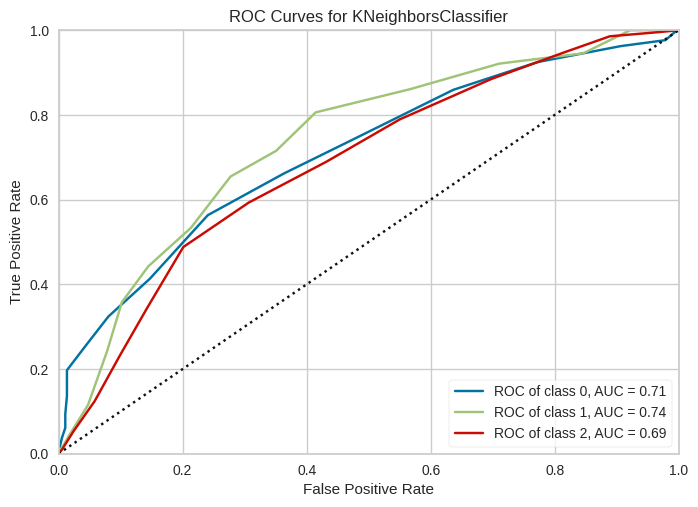 ROC Curves for KNeighborsClassifier
1.0
0.8
0.6
0.4
0.2
0.0
True Positive Rate
ROC of class 0, AUC = 0.71
ROC of class 1, AUC = 0.74
ROC of class 2, AUC = 0.69
0.0 0.2 0.4 0.6 0.8 1.0
False Positive Rate